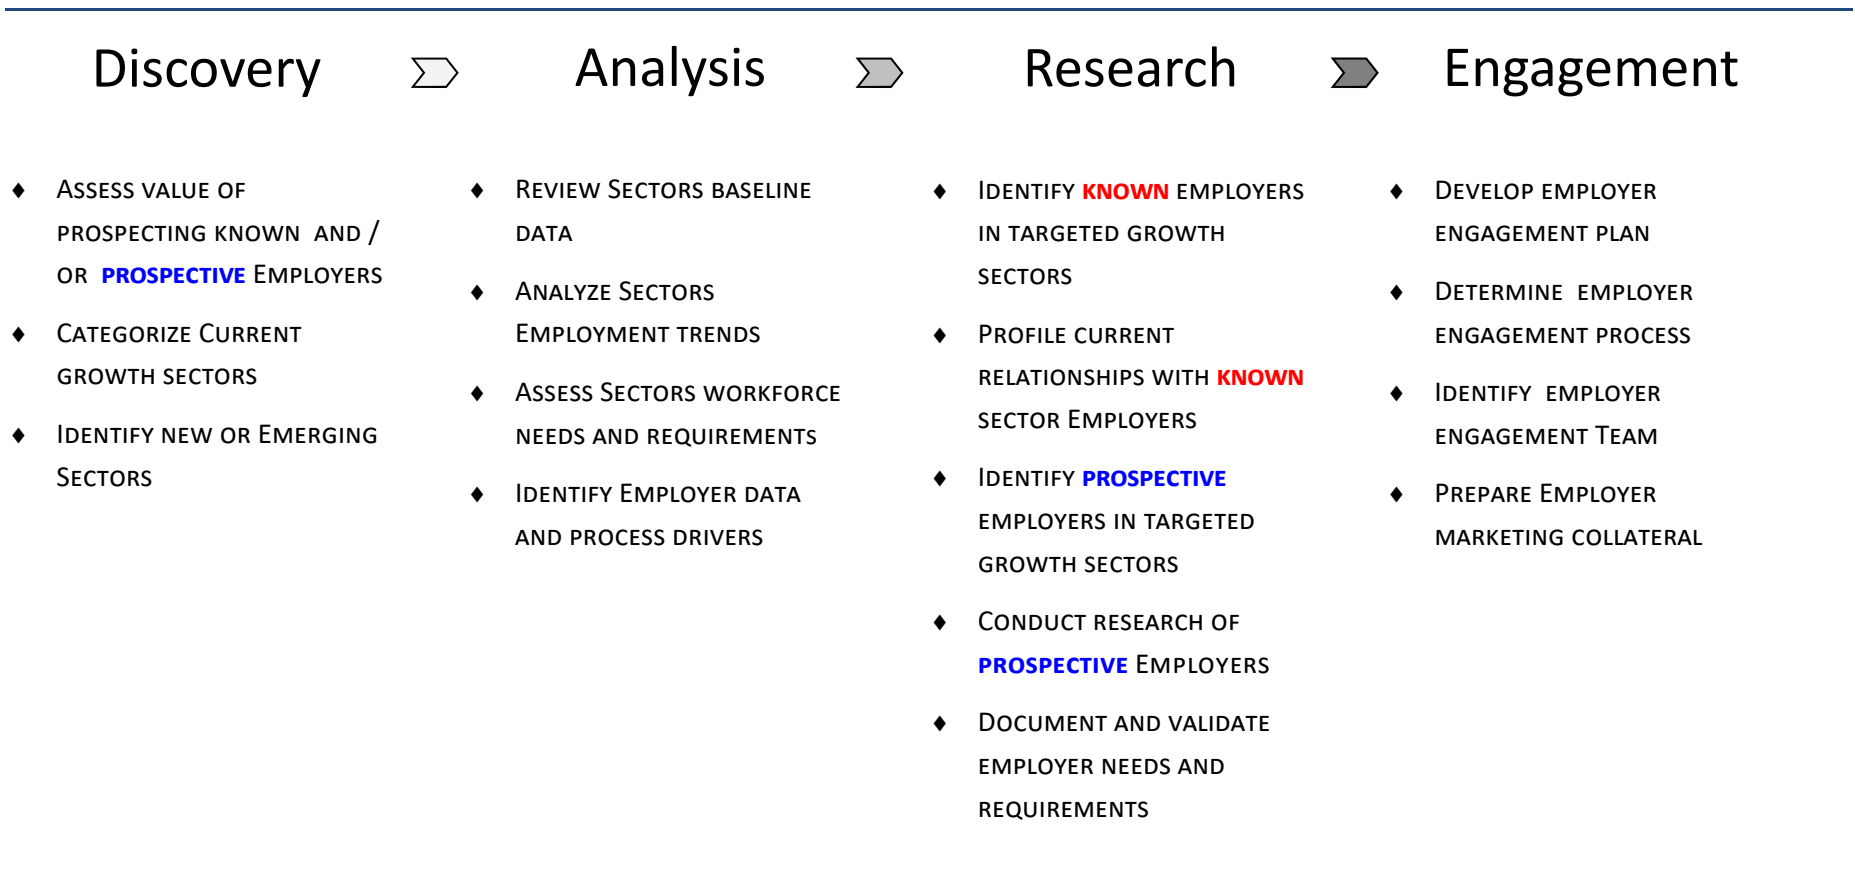 Discovery
Analysis
Research
Engagement
♦ Assess value of
prospecting known and /
or prospective Employers
♦ Categorize Current
growth sectors
♦ Identify new or Emerging
Sectors
♦ Review Sectors baseline
data
♦ Analyze Sectors
Employment trends
♦ Assess Sectors workforce
needs and requirements
♦ Identify Employer data
and process drivers
♦ Identify known employers
in targeted growth
sectors
♦ Profile current
relationships with known
sector Employers
♦ Identify prospective
employers in targeted
growth sectors
♦ Conduct research of
prospective Employers
♦ Document and validate
employer needs and
requirements
♦ Develop employer
engagement plan
♦ Determine employer
engagement process
♦ Identify employer
engagement Team
♦ Prepare Employer
marketing collateral